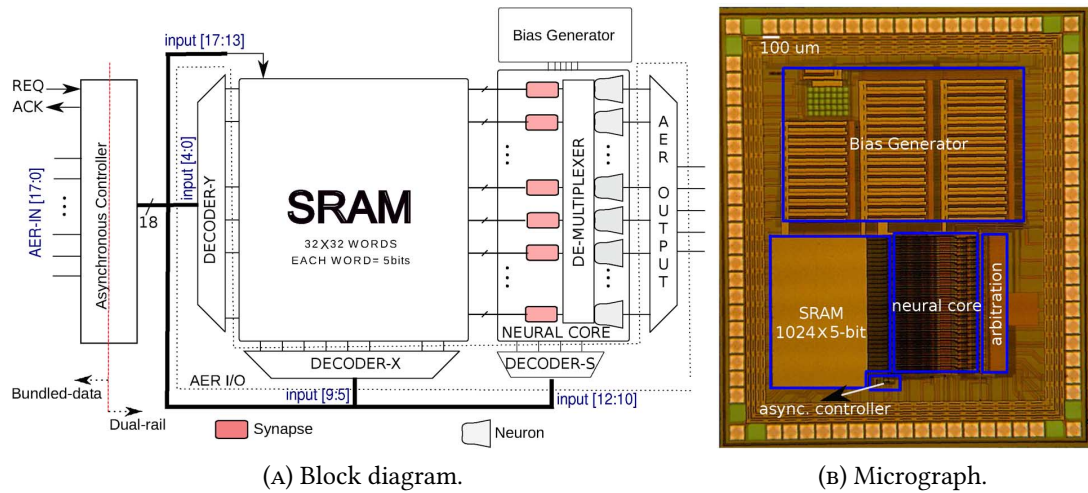 input [17:13]
Bias Generator
REQ
ACK
AER-IN [17:0]
Asynchronous Controller
18
input [4:0]
DECODER-Y
SRAM
32X32 WORDS
EACH WORD= 5bits
DE-MULTIPLEXER
AER OUTPUT
NEURAL CORE
DECODER-X
DECODER-S
AER I/O
input [9:5]
input [12:10]
Bundled-data
Dual-rail
Synapse
Neuron
(A) Block diagram.
100 um
Bias Generator
SRAM
1024X5-bit
neural core
arbitration
async. controller
(B) Micrograph.